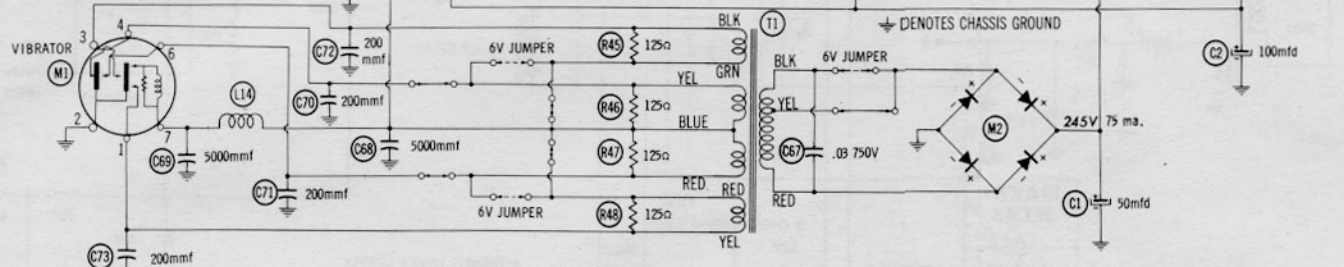 DENOTES CHASSIS GROUND
BLK
T1
3
4
C72
200
mmf
6V JUMPER
R45
125Ω
C2
100mfd
VIBRATOR
M1
6
GRN
BLK
6V JUMPER
L14
C70
200mmf
YEL
R46
125Ω
YEL
2
7
BLUE
M2
245V
75 ma.
1
C69
5000mmf
C68
5000mmf
R47
125Ω
C67
.03 750V
C71
200mmf
RED.
RED
RED
6V JUMPER
R48
125Ω
C1
50mfd
YEL
C73
200mmf